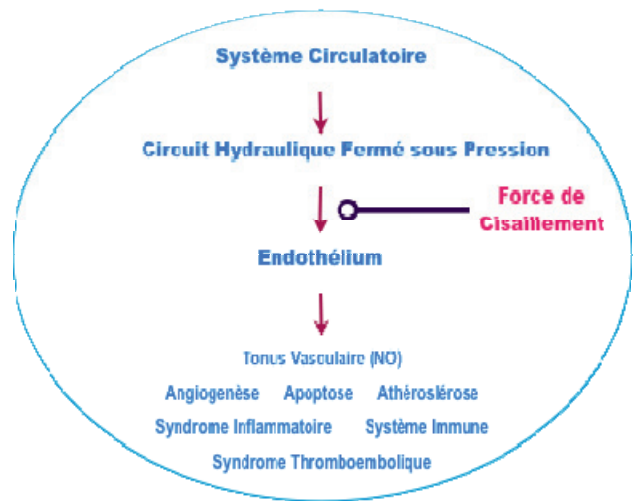 Système Circulatoire
Circuit Hydraulique Fermé sous Pression
Force de
Cisaillement
Endothélium
Tonus Vasculaire (NO)
Angiogenèse Apoptose Athéroslérose
Syndrome Inflammatoire Système Immune
Syndrome Thromboembolique